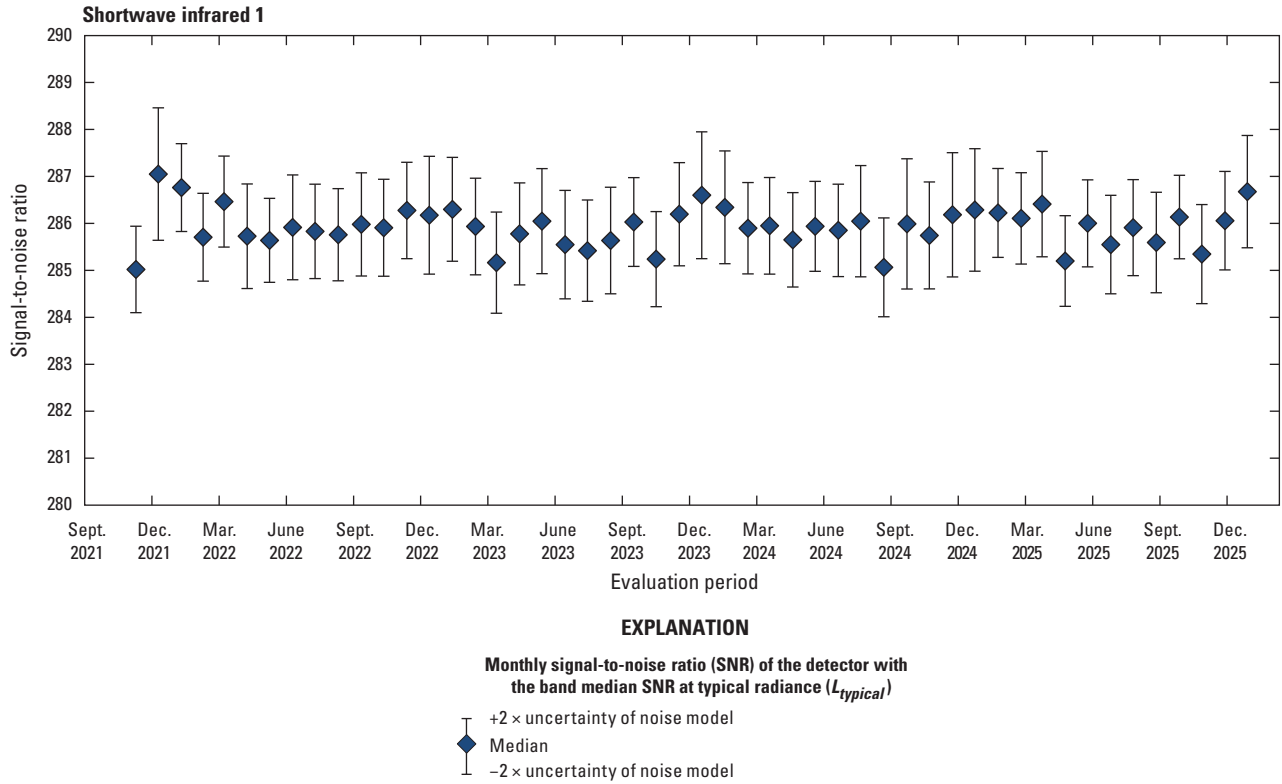 Shortwave infrared 1
290
289
288
287
286
285
284
283
282
281
280
Signal-to-noise ratio
Sept. Dec. Mar. June Sept. Dec. Mar. June Sept. Dec. Mar. June Sept. Dec. Mar. June Sept. Dec.
2021 2021 2022 2022 2022 2022 2023 2023 2023 2023 2024 2024 2024 2024 2025 2025 2025 2025
Evaluation period
EXPLANATION
Monthly signal-to-noise ratio (SNR) of the detector with
the band median SNR at typical radiance (Ltypical)
+2 × uncertainty of noise model
Median
−2 × uncertainty of noise model